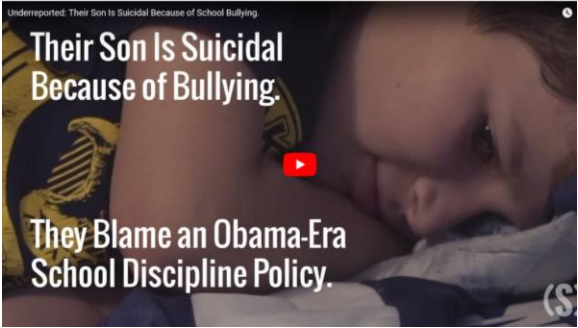 Underreported: Their Son Is Suicidal Because of School Bullying.
Their Son Is Suicidal
Because of Bullying.
They Blame an Obama-Era
School Discipline Policy.
(S)